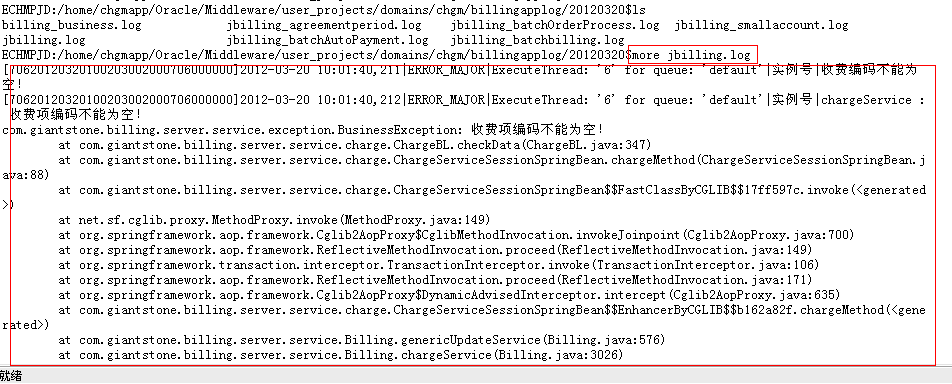 ECHMPJD:/home/chgmapp/Oracle/Middleware/user_projects/domains/chgm/billingapplog/20120320$ls
billing_business.log billing_agreementperiod.log billing_batchOrderProcess.log billing_smallaccount.log
jbilling.log billing_batchAutoPayment.log billing_batchbilling.log
ECHMPJD:/home/chgmapp/Oracle/Middleware/user_projects/domains/chgm/billingapplog/20120320$more jbilling.log
[706201203201002030020007060000000]2012-03-20 10:01:40,211|ERROR_MAJOR|ExecuteThread: '6' for queue: 'default'|实例号|收费编码不能为
空!
[706201203201002030020007060000000]2012-03-20 10:01:40,212|ERROR_MAJOR|ExecuteThread: '6' for queue: 'default'|实例号|chargeService :
收费项编码不能为空!
com.giantstone.billing.server.service.exception.BusinessException: 收费项编码不能为空!
at com.giantstone.billing.server.service.charge.ChargeBL.checkData(ChargeBL.java:347)
at com.giantstone.billing.server.service.charge.ChargeServiceSessionSpringBean.chargeMethod(ChargeServiceSessionSpringBean.j
ava:88)
at com.giantstone.billing.server.service.charge.ChargeServiceSessionSpringBean$$FastClassByCGLIB$$17ff597c.invoke(<generated
>)
at net.sf.cglib.proxy.MethodProxy.invoke(MethodProxy.java:149)
at org.springframework.aop.framework.Cglib2AopProxy$CglibMethodInvocation.invokeJoinpoint(Cglib2AopProxy.java:700)
at org.springframework.aop.framework.ReflectiveMethodInvocation.proceed(ReflectiveMethodInvocation.java:149)
at org.springframework.transaction.interceptor.TransactionInterceptor.invoke(TransactionInterceptor.java:106)
at org.springframework.aop.framework.ReflectiveMethodInvocation.proceed(ReflectiveMethodInvocation.java:171)
at org.springframework.aop.framework.Cglib2AopProxy$DynamicAdvisedInterceptor.intercept(Cglib2AopProxy.java:635)
at com.giantstone.billing.server.service.charge.ChargeServiceSessionSpringBean$$EnhancerByCGLIB$$b162a82f.chargeMethod(<gene
rated>)
at com.giantstone.billing.server.service.Billing.genericUpdateService(Billing.java:576)
at com.giantstone.billing.server.service.Billing.chargeService(Billing.java:3026)
就绪